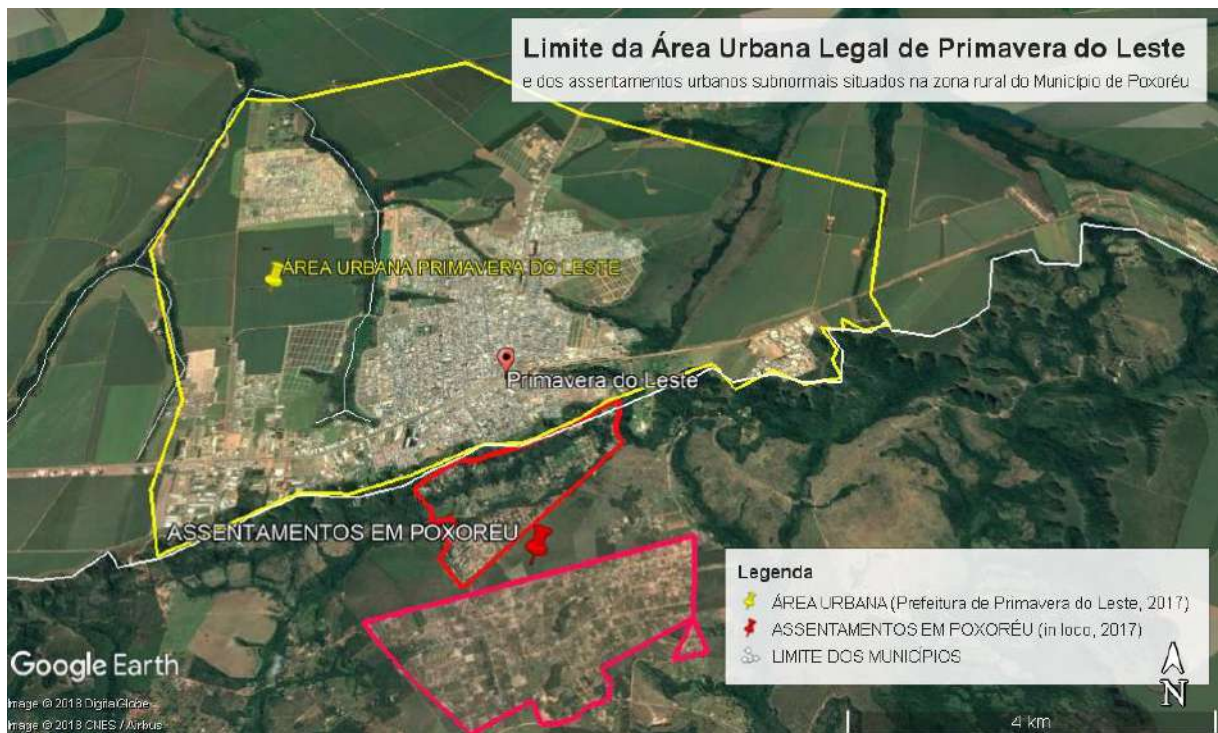 Limite da Área Urbana Legal de Primavera do Leste
e dos assentamentos urbanos subnormais situados na zona rural do Município de Poxoréu
ÁREA URBANA PRIMAVERA DO LESTE
Primavera do Leste
ASSENTAMENTOS EM POXORÉU
Legenda
ÁREA URBANA (Prefeitura de Primavera do Leste, 2017)
ASSENTAMENTOS EM POXORÉU (in loco, 2017)
LIMITE DOS MUNICÍPIOS
Google Earth
Image © 2018 DigitalGlobe
Image © 2018 CNES / Airbus
N
4 km